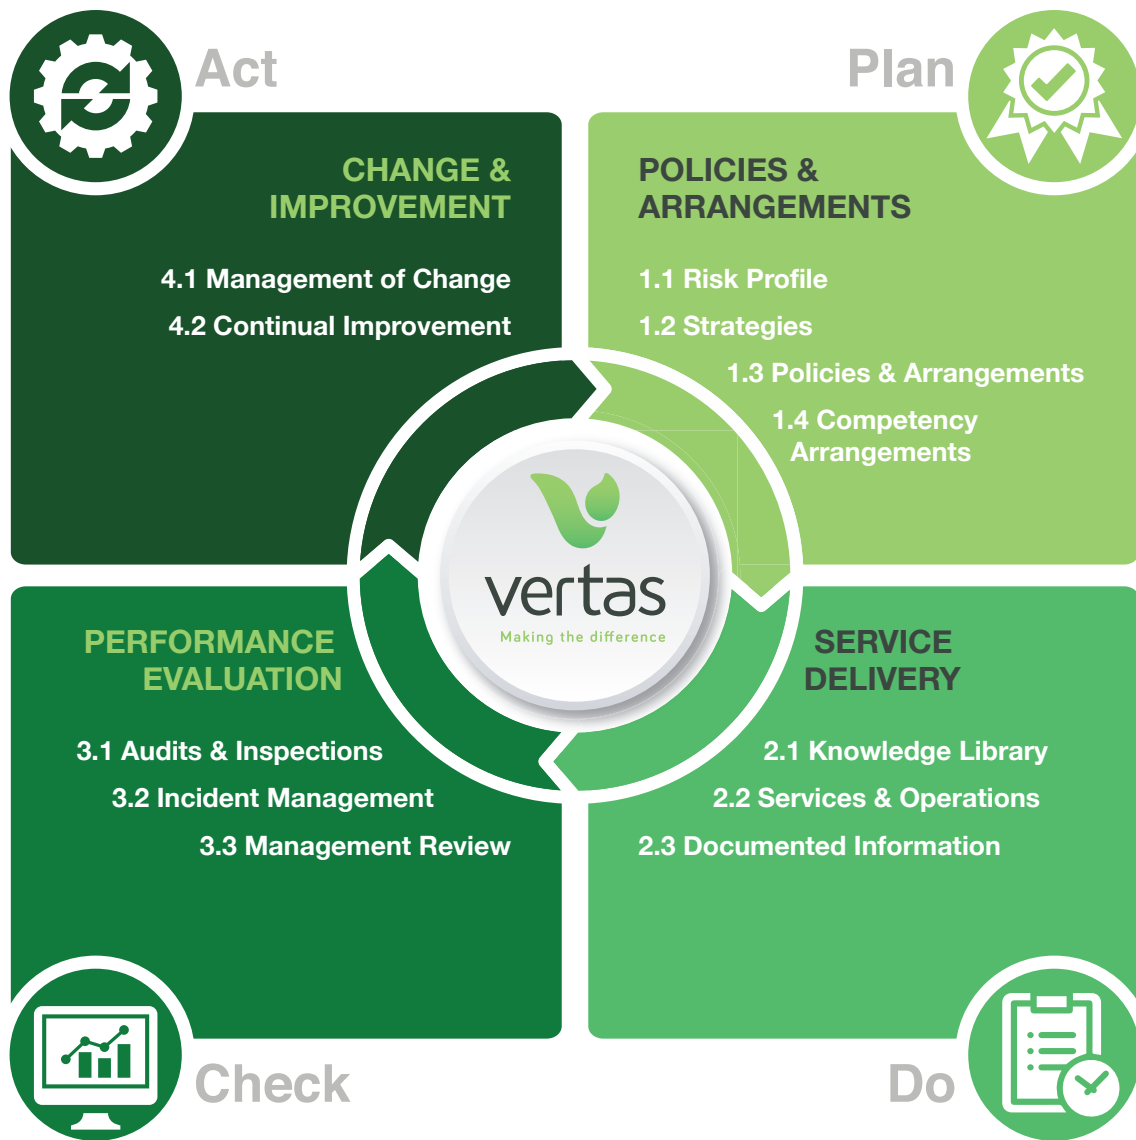 Act
Plan
CHANGE &
IMPROVEMENT
4.1 Management of Change
4.2 Continual Improvement
POLICIES &
ARRANGEMENTS
1.1 Risk Profile
1.2 Strategies
1.3 Policies & Arrangements
1.4 Competency
Arrangements
vertas
Making the difference
PERFORMANCE
EVALUATION
3.1 Audits & Inspections
3.2 Incident Management
3.3 Management Review
SERVICE
DELIVERY
2.1 Knowledge Library
2.2 Services & Operations
2.3 Documented Information
Check
Do